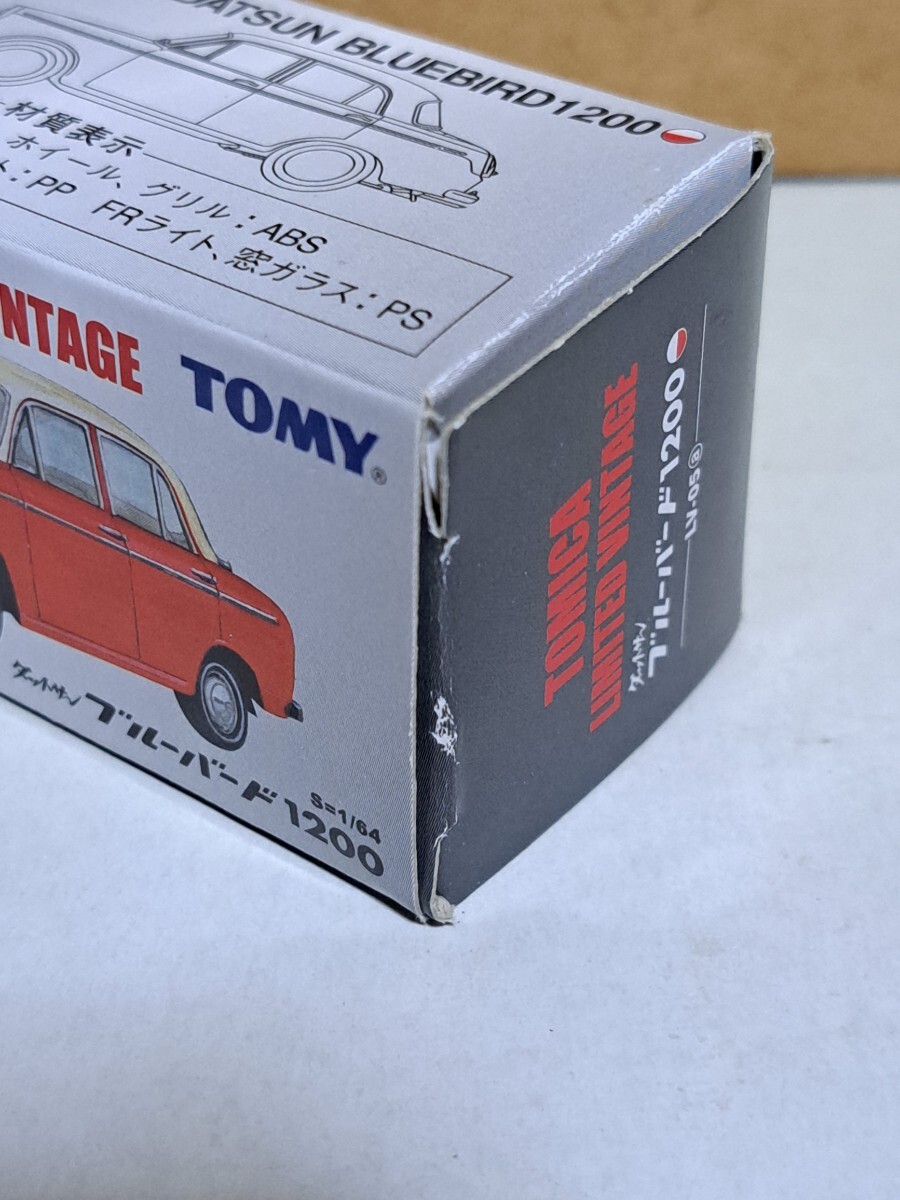 DATSUN BLUEBIRD1200
材質表示
ホイール、グリル：ABS
ト：PP FRライト、窓ガラス：PS
NTAGE
TOMY®
ダットサン
ブルーバード1200
S=1/64
TOMICA
LIMITED VINTAGE
ダットサン
ブルーバード1200
LV-05ⓐ